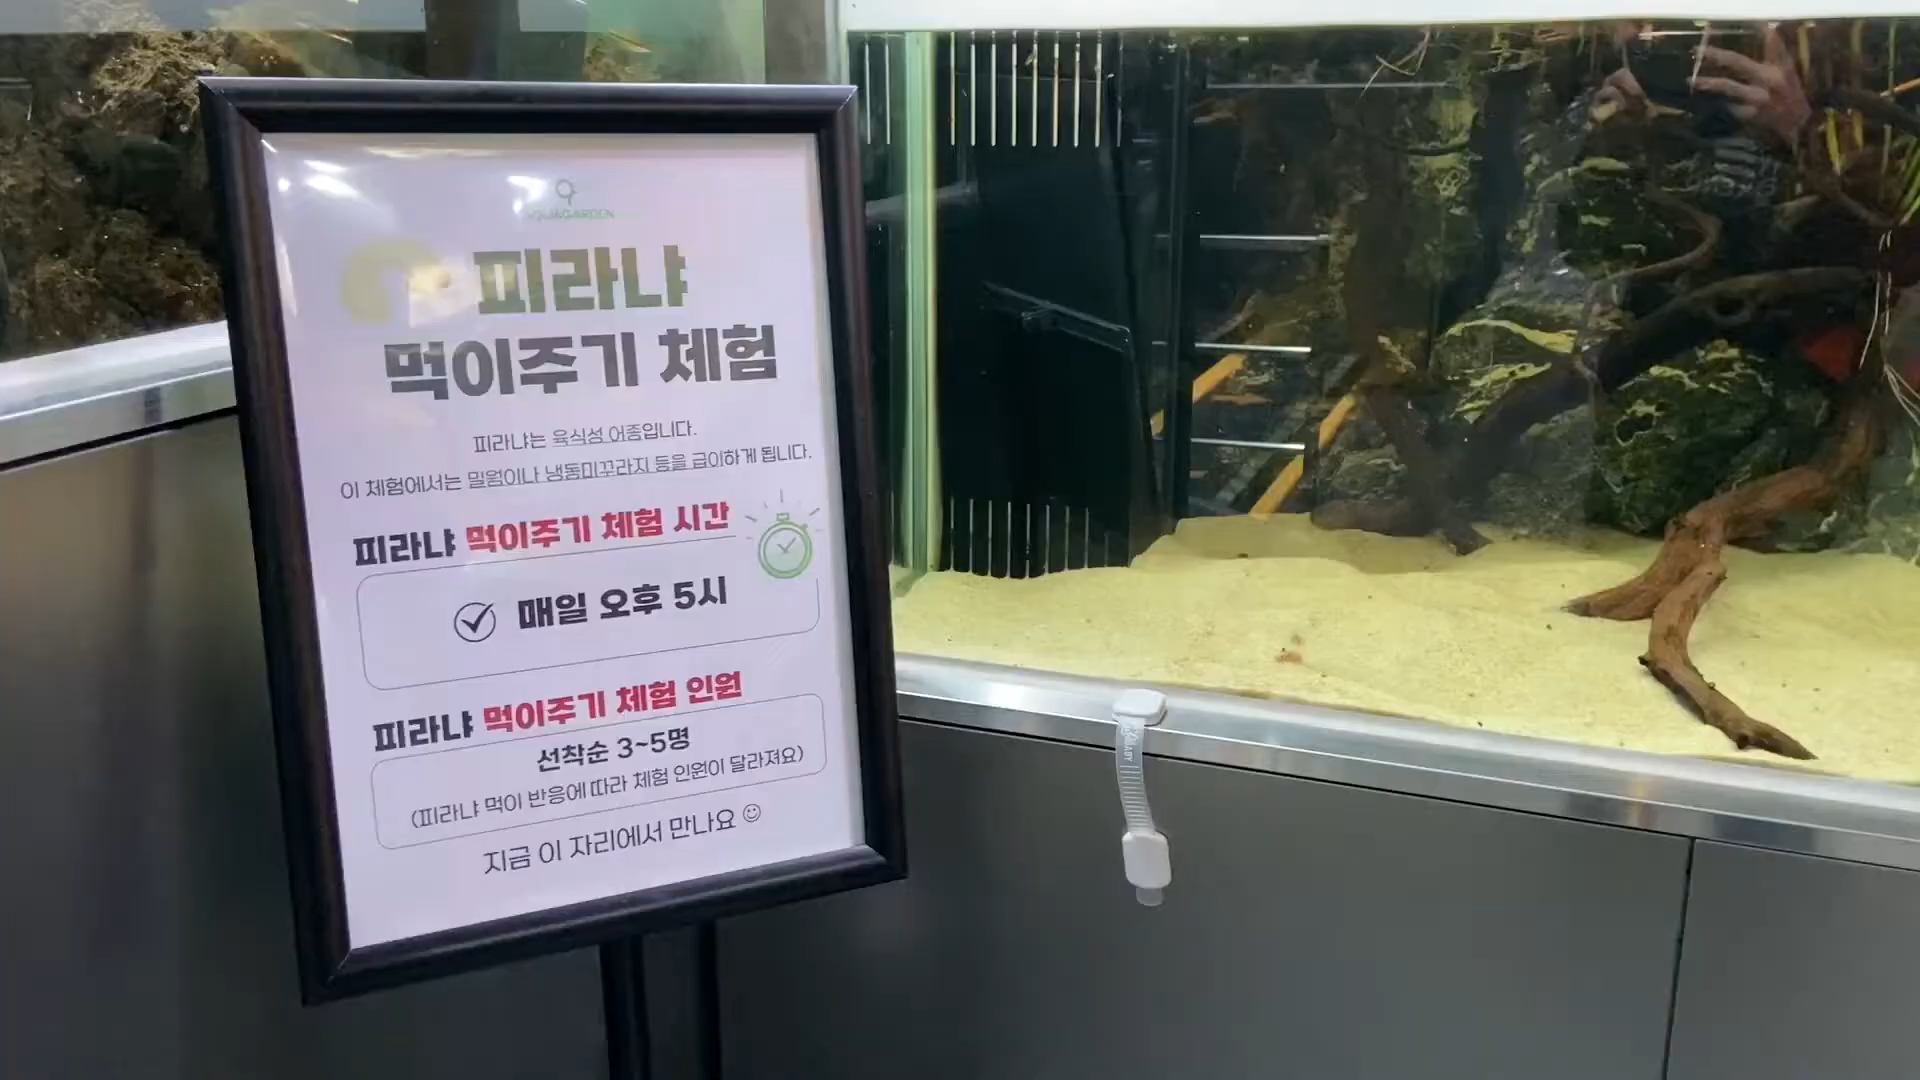 AQUAGARDEN
피라냐
먹이주기 체험
피라냐는 육식성 어종입니다.
이 체험에서는 밀웜이나 냉동미꾸라지 등을 급이하게 됩니다.
피라냐 먹이주기 체험 시간
매일 오후 5시
피라냐 먹이주기 체험 인원
선착순 3~5명
(피라냐 먹이 반응에 따라 체험 인원이 달라져요)
지금 이 자리에서 만나요